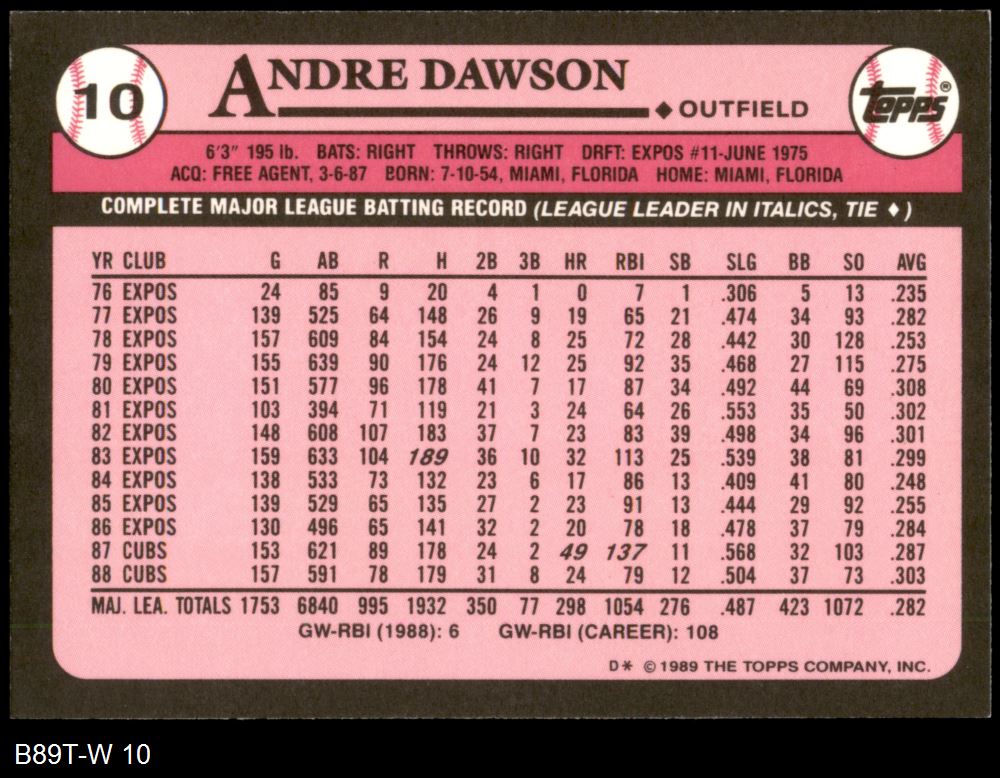 10
ANDRE DAWSON
◆ OUTFIELD
TOPPS®
6'3" 195 lb. BATS: RIGHT THROWS: RIGHT DRFT: EXPOS #11-JUNE 1975
ACQ: FREE AGENT, 3-6-87 BORN: 7-10-54, MIAMI, FLORIDA HOME: MIAMI, FLORIDA
COMPLETE MAJOR LEAGUE BATTING RECORD (LEAGUE LEADER IN ITALICS, TIE ♦)
YR CLUB G AB R H 2B 3B HR RBI SB SLG BB SO AVG
76 EXPOS 24 85 9 20 4 1 0 7 1 .306 5 13 .235
77 EXPOS 139 525 64 148 26 9 19 65 21 .474 34 93 .282
78 EXPOS 157 609 84 154 24 8 25 72 28 .442 30 128 .253
79 EXPOS 155 639 90 176 24 12 25 92 35 .468 27 115 .275
80 EXPOS 151 577 96 178 41 7 17 87 34 .492 44 69 .308
81 EXPOS 103 394 71 119 21 3 24 64 26 .553 35 50 .302
82 EXPOS 148 608 107 183 37 7 23 83 39 .498 34 96 .301
83 EXPOS 159 633 104 189 36 10 32 113 25 .539 38 81 .299
84 EXPOS 138 533 73 132 23 6 17 86 13 .409 41 80 .248
85 EXPOS 139 529 65 135 27 2 23 91 13 .444 29 92 .255
86 EXPOS 130 496 65 141 32 2 20 78 18 .478 37 79 .284
87 CUBS 153 621 89 178 24 2 49 137 11 .568 32 103 .287
88 CUBS 157 591 78 179 31 8 24 79 12 .504 37 73 .303
MAJ. LEA. TOTALS 1753 6840 995 1932 350 77 298 1054 276 .487 423 1072 .282
GW-RBI (1988): 6 GW-RBI (CAREER): 108
D* © 1989 THE TOPPS COMPANY, INC.
B89T-W 10